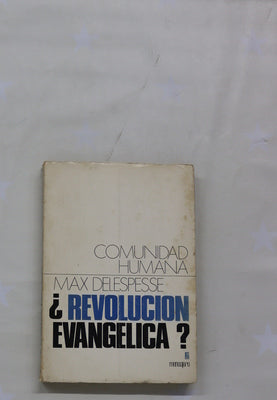 COMUNIDAD
HUMANA
MAX DELESPESSE
¿ REVOLUCION
EVANGELICA ?